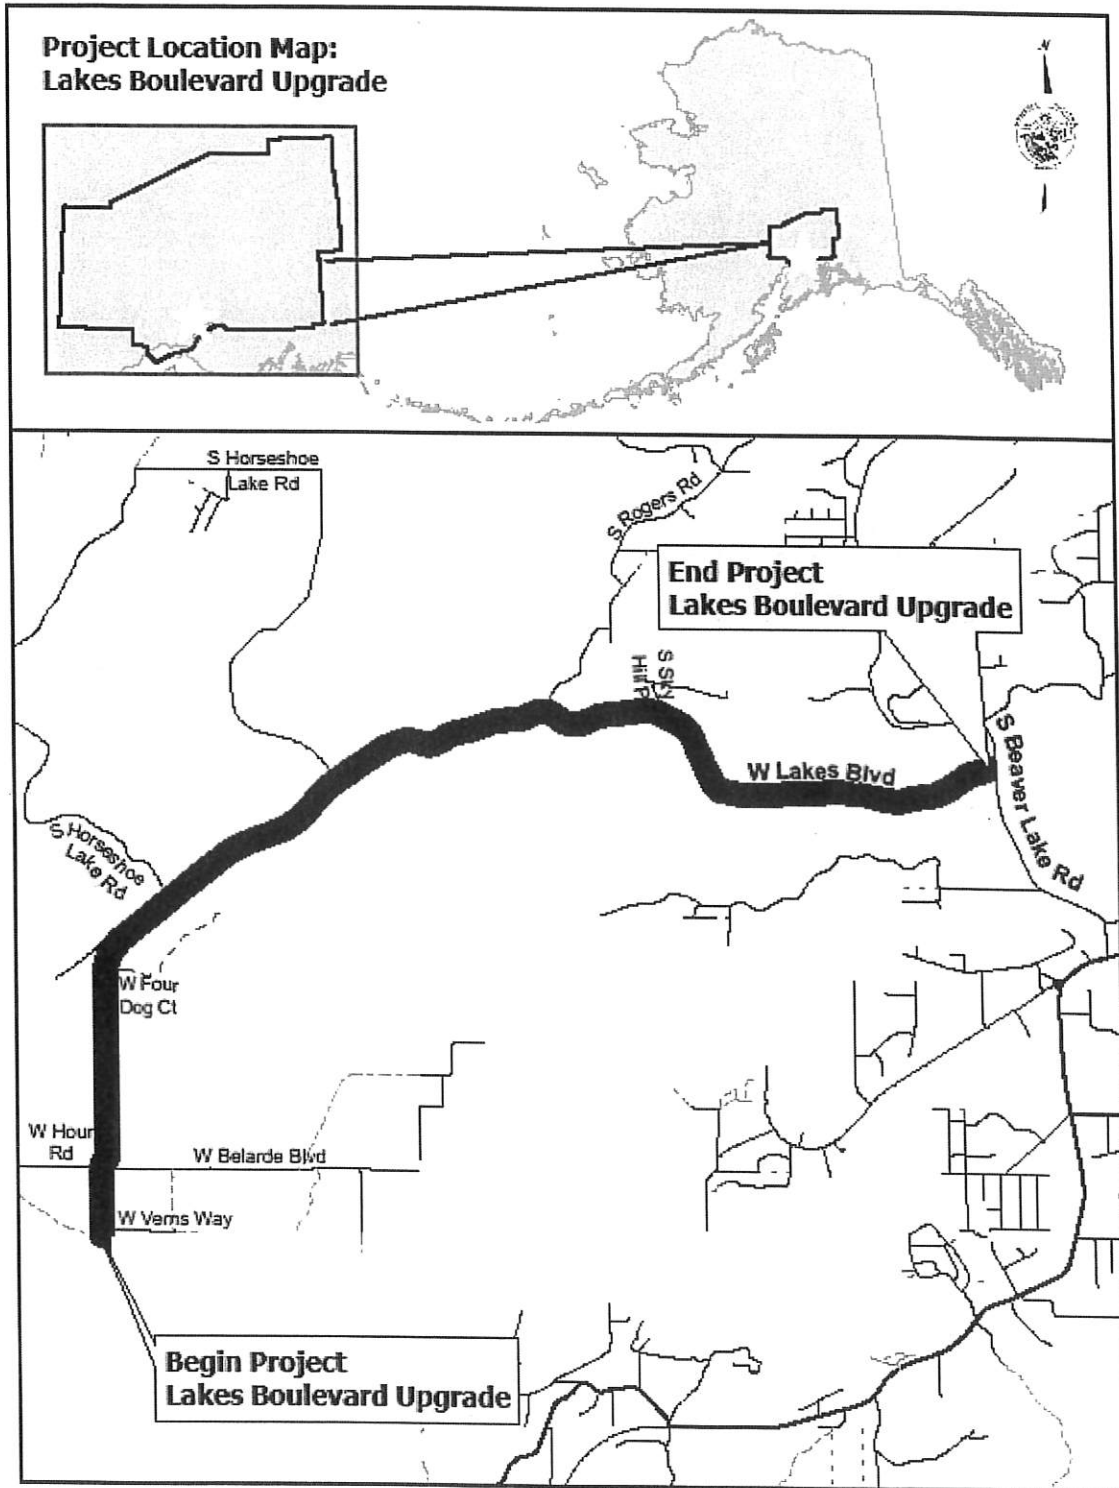 Project Location Map:
Lakes Boulevard Upgrade
N
S Horseshoe
Lake Rd
S Rogers Rd
End Project
Lakes Boulevard Upgrade
S Sky
Hill P
W Lakes Blvd
S Beaver Lake Rd
S Horseshoe
Lake Rd
W Four
Dog Ct
W Hour
Rd
W Belarde Blvd
W Verns Way
Begin Project
Lakes Boulevard Upgrade